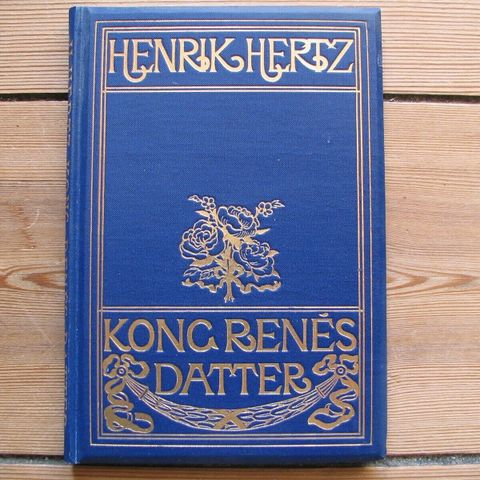 HENRIK HERTZ
KONG RENÉS
DATTER